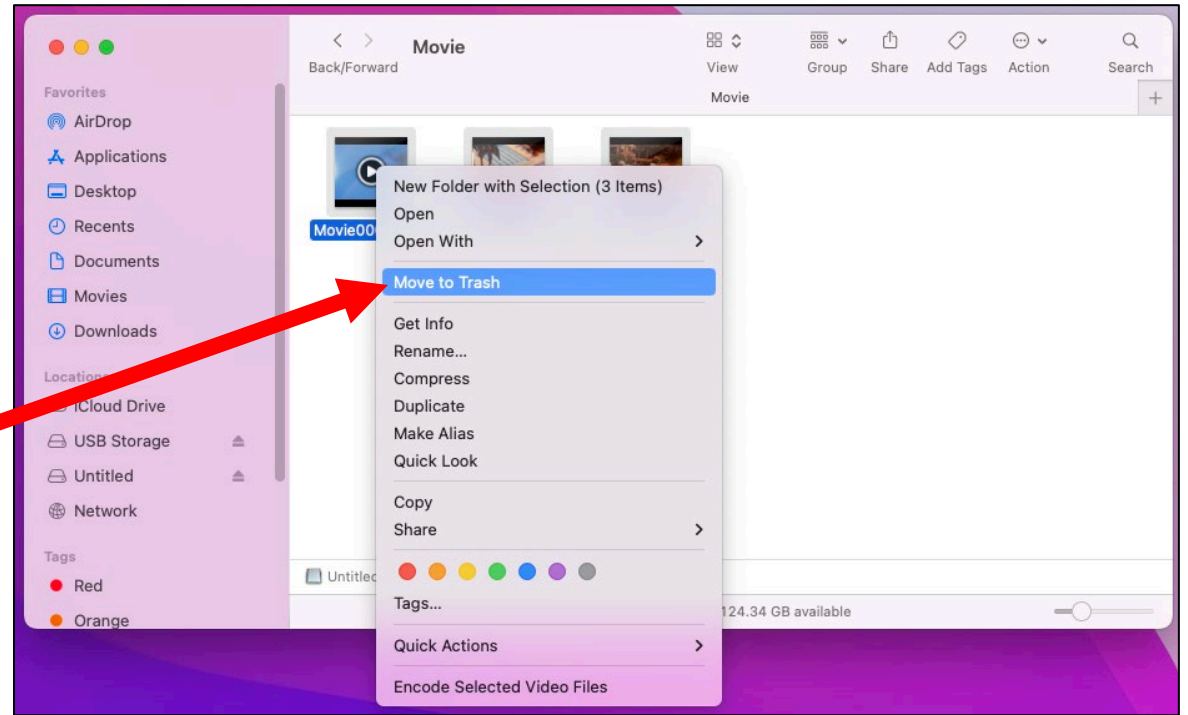 Movie
Back/Forward
View
Group
Share
Add Tags
Action
Search
Movie
Favorites
AirDrop
Applications
Desktop
Recents
Documents
Movies
Downloads
iCloud Drive
USB Storage
Untitled
Network
Tags
Red
Orange
New Folder with Selection (3 Items)
Open
Open With
Move to Trash
Get Info
Rename...
Compress
Duplicate
Make Alias
Quick Look
Copy
Share
Tags...
Quick Actions
Encode Selected Video Files
124.34 GB available